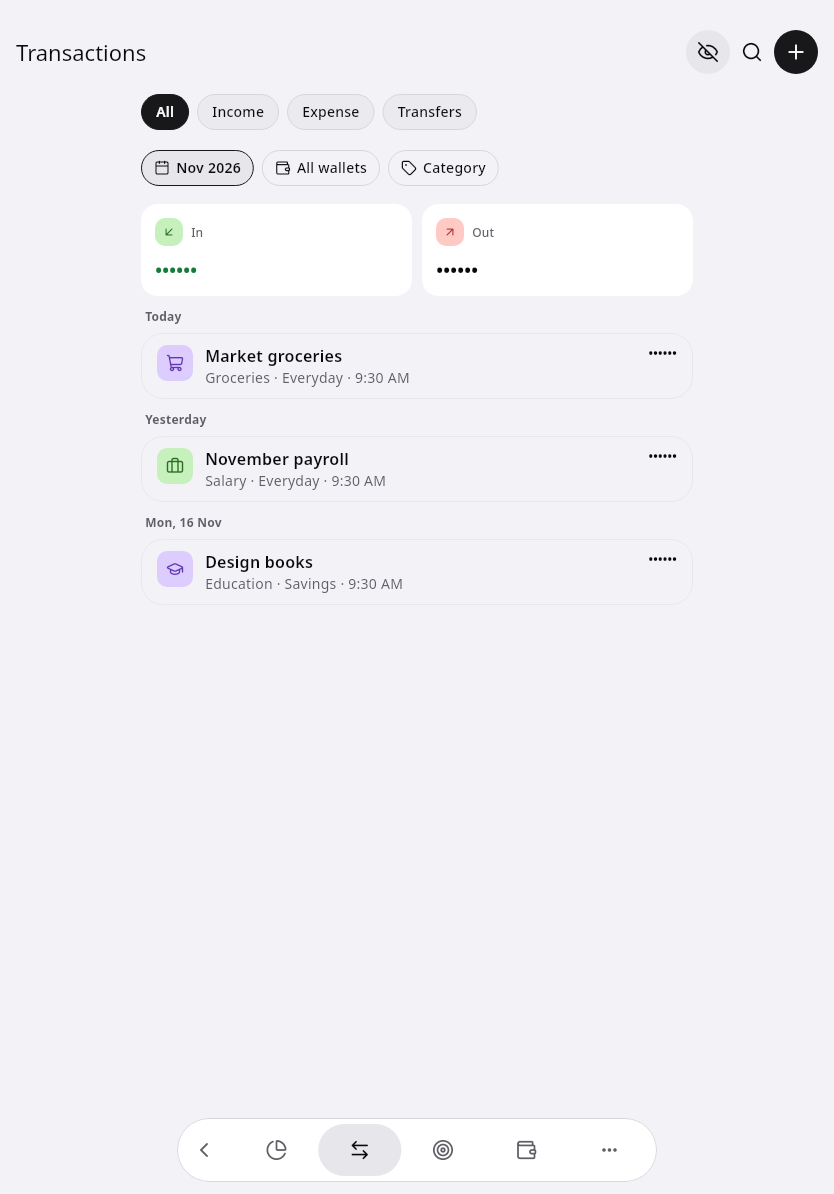 Transactions
All Income Expense Transfers
Nov 2026 All wallets Category
In
••••••
Out
••••••
Today
Market groceries ••••••
Groceries · Everyday · 9:30 AM
Yesterday
November payroll ••••••
Salary · Everyday · 9:30 AM
Mon, 16 Nov
Design books ••••••
Education · Savings · 9:30 AM